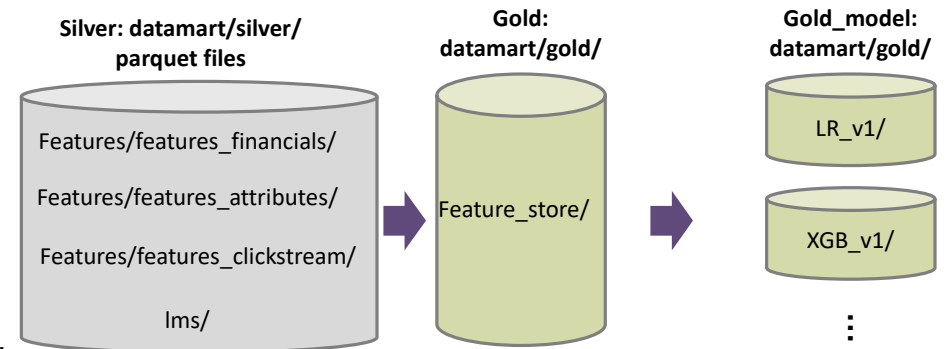 Silver: datamart/silver/
parquet files
Features/features_financials/
Features/features_attributes/
Features/features_clickstream/
lms/
Gold:
datamart/gold/
Feature_store/
Gold_model:
datamart/gold/
LR_v1/
XGB_v1/
⋮